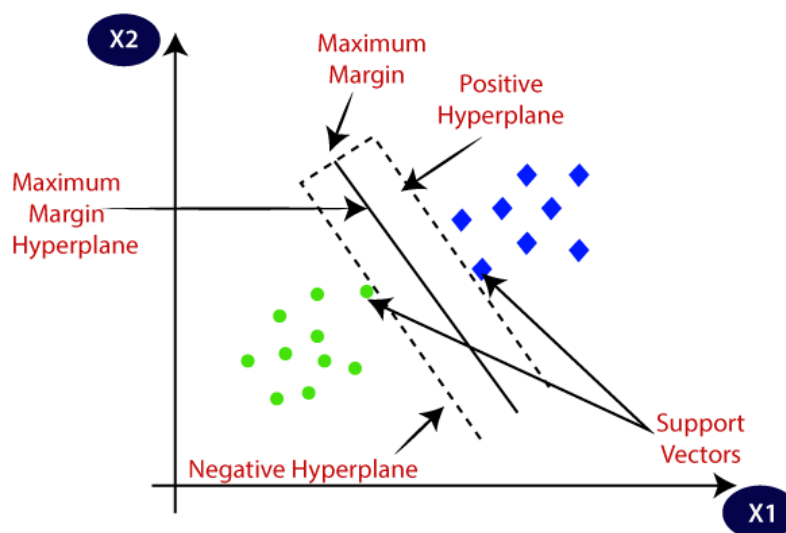 X2
Maximum
Margin
Positive
Hyperplane
Maximum
Margin
Hyperplane
Support
Vectors
Negative Hyperplane
X1